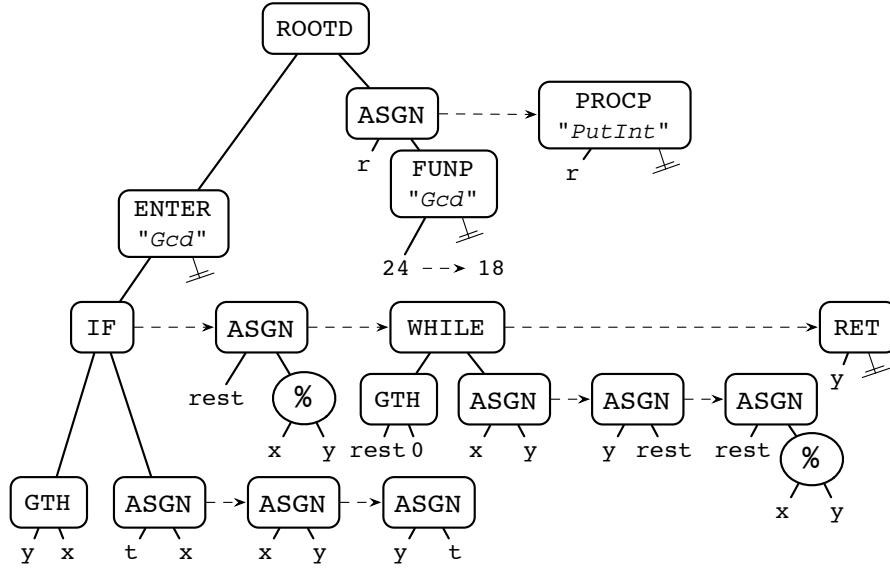 ROOTD
ASGN
PROCP
"PutInt"
r
r
FUNP
"Gcd"
ENTER
"Gcd"
24 18
IF
ASGN
WHILE
RET
rest
%
GTH
ASGN
ASGN
ASGN
y
x y
rest 0
x y
y rest
rest
%
GTH
ASGN
ASGN
ASGN
x y
y x
t x
x y
y t